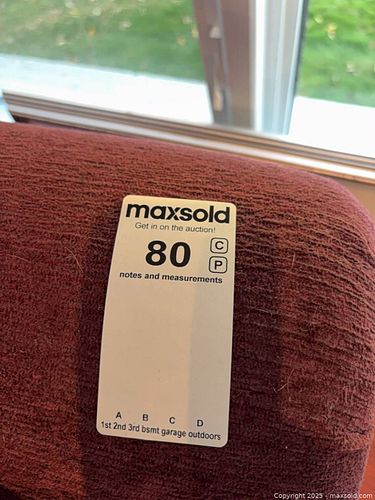 maxsold
Get in on the auction!
80
C
P
notes and measurements
A B C D
1st 2nd 3rd bsmt garage outdoors
Copyright 2025 - maxsold.com